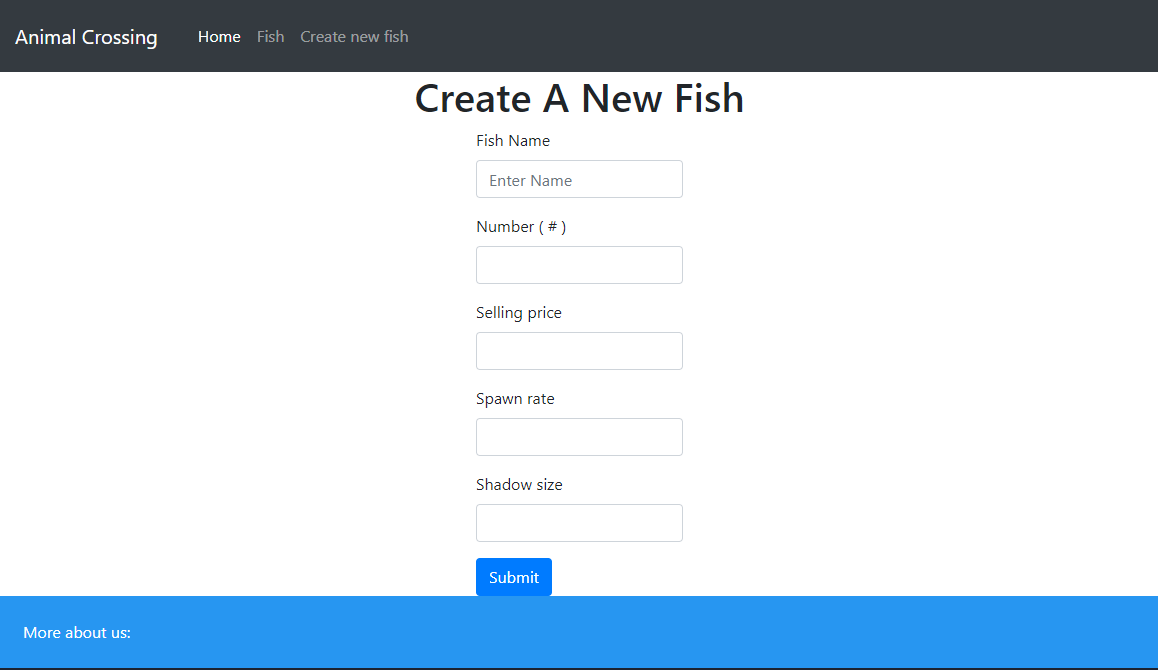 Animal Crossing Home Fish Create new fish
Create A New Fish
Fish Name
Enter Name
Number ( # )
Selling price
Spawn rate
Shadow size
Submit
More about us: